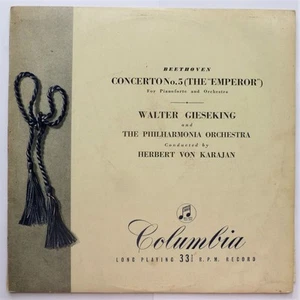 BEETHOVEN
CONCERTO No. 5 (THE "EMPEROR")
For Pianoforte and Orchestra
WALTER GIESEKING
and
THE PHILHARMONIA ORCHESTRA
Conducted by
HERBERT VON KARAJAN
Columbia
LONG PLAYING 33⅓ R.P.M. RECORD